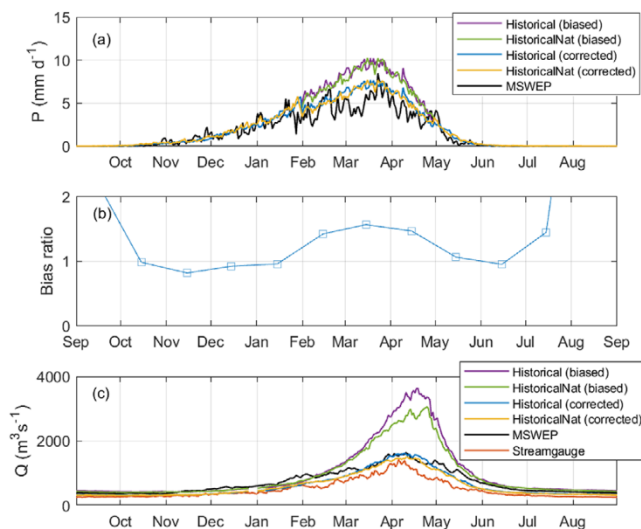 (a)
P (mm d⁻¹)
15
10
5
0
Historical (biased)
HistoricalNat (biased)
Historical (corrected)
HistoricalNat (corrected)
MSWEP
Oct Nov Dec Jan Feb Mar Apr May Jun Jul Aug
(b)
Bias ratio
2
1
0
Sep Oct Nov Dec Jan Feb Mar Apr May Jun Jul Aug Sep
(c)
Q (m³s⁻¹)
4000
2000
0
Historical (biased)
HistoricalNat (biased)
Historical (corrected)
HistoricalNat (corrected)
MSWEP
Streamgauge
Oct Nov Dec Jan Feb Mar Apr May Jun Jul Aug